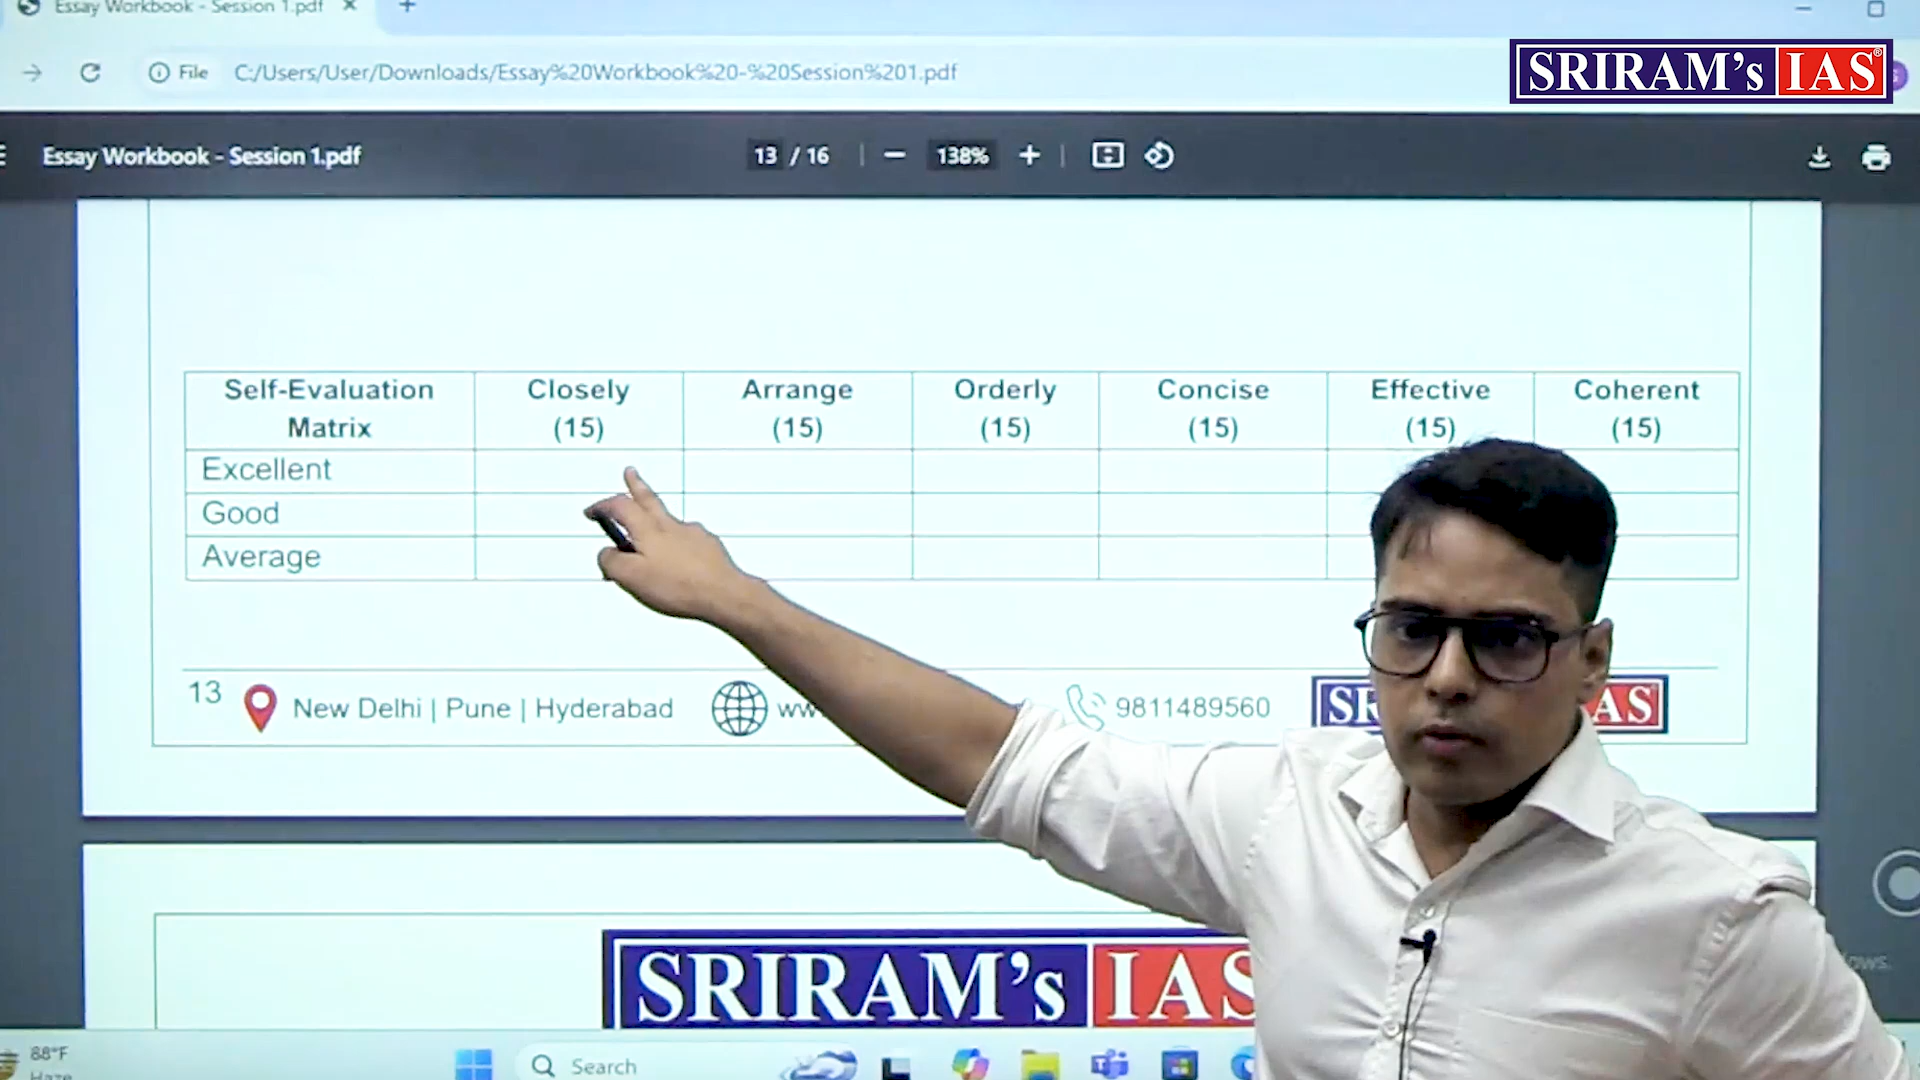 Essay Workbook - Session 1.pdf
File C:/Users/User/Downloads/Essay%20Workbook%20-%20Session%201.pdf
SRIRAM's IAS
Essay Workbook - Session 1.pdf 13 / 16 138%
Self-Evaluation Matrix Closely (15) Arrange (15) Orderly (15) Concise (15) Effective (15) Coherent (15)
Excellent
Good
Average
13 New Delhi | Pune | Hyderabad 9811489560
SRIRAM's IAS
88°F
Haze
Search